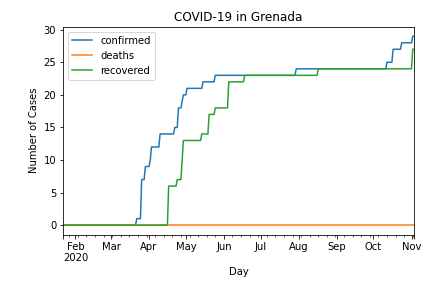 COVID-19 in Grenada
confirmed
deaths
recovered
Number of Cases
30
25
20
15
10
5
0
Feb Mar Apr May Jun Jul Aug Sep Oct Nov
2020
Day